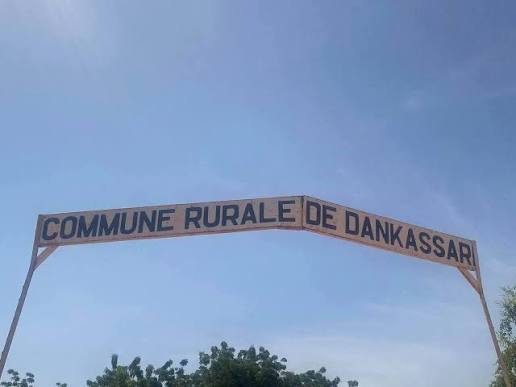 COMMUNE RURALE DE DANKASSARI